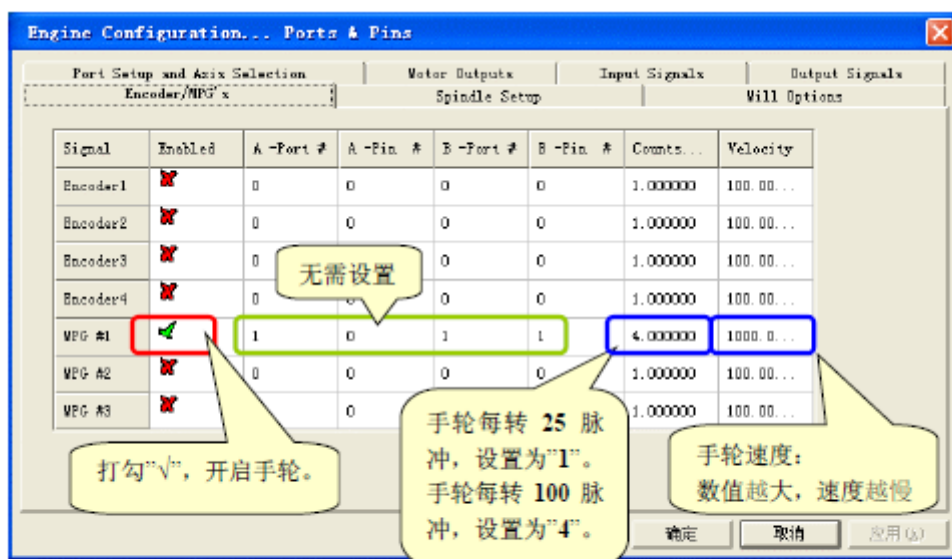 Engine Configuration... Ports & Pins
Port Setup and Axis Selection Motor Outputs Input Signals Output Signals
Encoder/MPG's Spindle Setup Mill Options
Signal Enabled A -Port # A -Pin # B -Port # B -Pin # Counts... Velocity
Encoder1 0 0 0 0 1.000000 100.00...
Encoder2 0 0 0 0 1.000000 100.00...
Encoder3 0 0 0 1.000000 100.00...
无需设置
Encoder4 0 0 0 0 1.000000 100.00...
MPG #1 1 0 1 1 4.000000 1000.0...
MPG #2 0 0 0 0 1.000000 100.00...
MPG #3 0 1.000000 100.00...
打勾"√"，开启手轮。
手轮每转 25 脉
冲，设置为"1"。
手轮每转 100 脉
冲，设置为"4"。
手轮速度：
数值越大，速度越慢
确定 取消 应用(A)